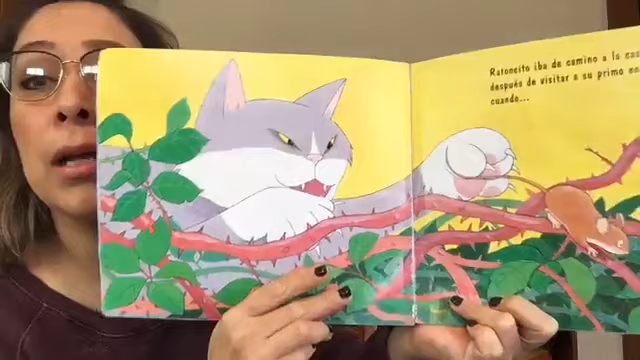 Ratoncito iba de camino a la
después de visitar a su primo
cuando...